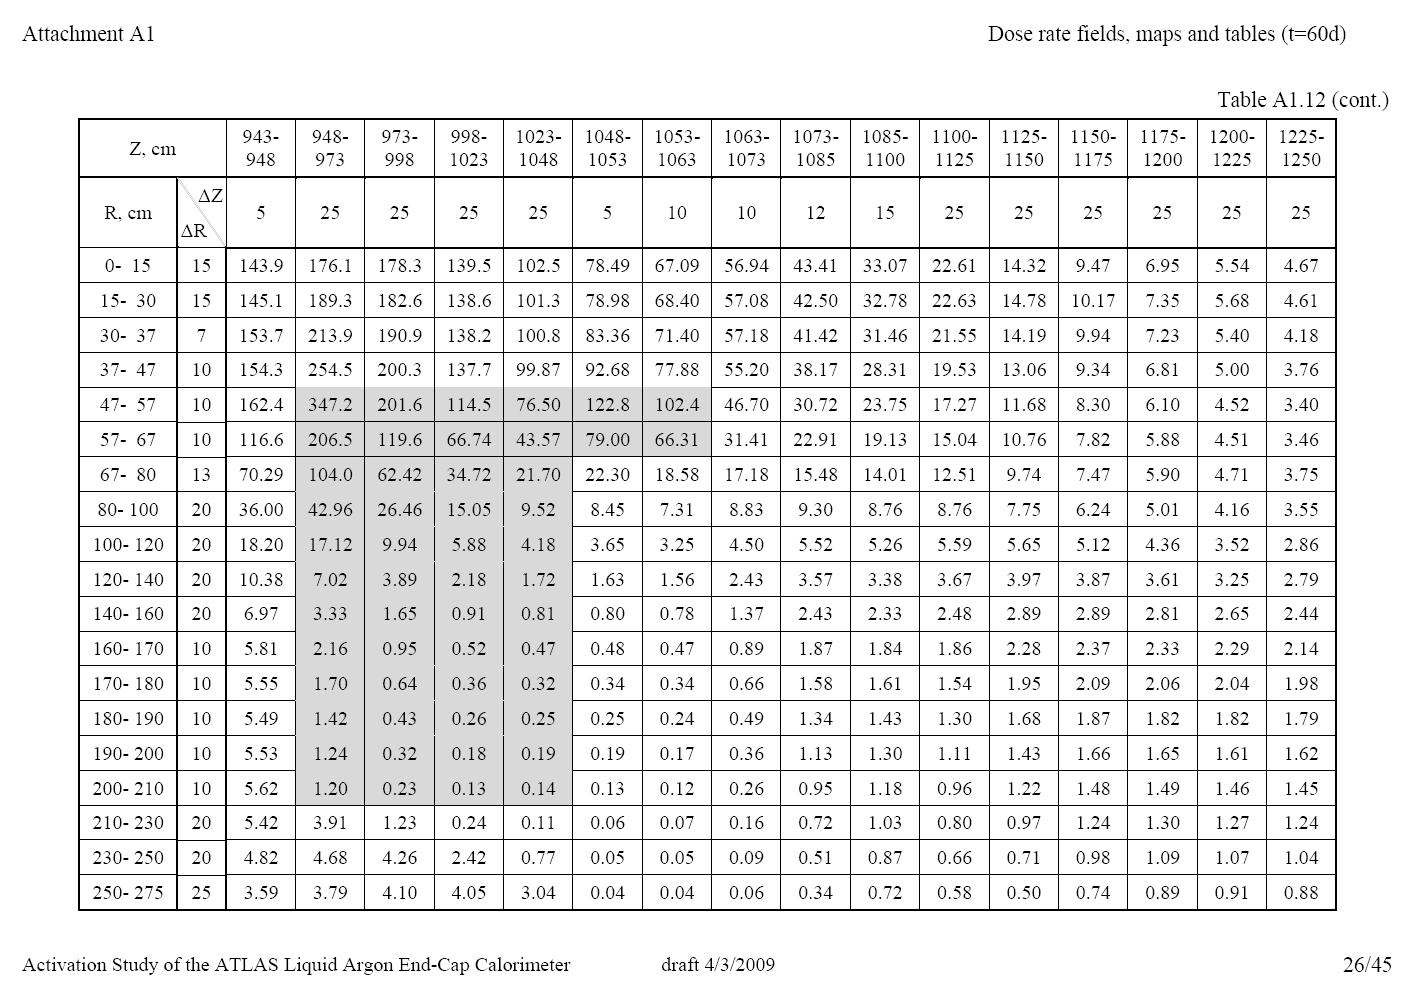 Attachment A1 Dose rate fields, maps and tables (t=60d)
Table A1.12 (cont.)
Z, cm 943-948 948-973 973-998 998-1023 1023-1048 1048-1053 1053-1063 1063-1073 1073-1085 1085-1100 1100-1125 1125-1150 1150-1175 1175-1200 1200-1225 1225-1250
R, cm ΔZ ΔR 5 25 25 25 25 5 10 10 12 15 25 25 25 25 25 25
0- 15 15 143.9 176.1 178.3 139.5 102.5 78.49 67.09 56.94 43.41 33.07 22.61 14.32 9.47 6.95 5.54 4.67
15- 30 15 145.1 189.3 182.6 138.6 101.3 78.98 68.40 57.08 42.50 32.78 22.63 14.78 10.17 7.35 5.68 4.61
30- 37 7 153.7 213.9 190.9 138.2 100.8 83.36 71.40 57.18 41.42 31.46 21.55 14.19 9.94 7.23 5.40 4.18
37- 47 10 154.3 254.5 200.3 137.7 99.87 92.68 77.88 55.20 38.17 28.31 19.53 13.06 9.34 6.81 5.00 3.76
47- 57 10 162.4 347.2 201.6 114.5 76.50 122.8 102.4 46.70 30.72 23.75 17.27 11.68 8.30 6.10 4.52 3.40
57- 67 10 116.6 206.5 119.6 66.74 43.57 79.00 66.31 31.41 22.91 19.13 15.04 10.76 7.82 5.88 4.51 3.46
67- 80 13 70.29 104.0 62.42 34.72 21.70 22.30 18.58 17.18 15.48 14.01 12.51 9.74 7.47 5.90 4.71 3.75
80- 100 20 36.00 42.96 26.46 15.05 9.52 8.45 7.31 8.83 9.30 8.76 8.76 7.75 6.24 5.01 4.16 3.55
100- 120 20 18.20 17.12 9.94 5.88 4.18 3.65 3.25 4.50 5.52 5.26 5.59 5.65 5.12 4.36 3.52 2.86
120- 140 20 10.38 7.02 3.89 2.18 1.72 1.63 1.56 2.43 3.57 3.38 3.67 3.97 3.87 3.61 3.25 2.79
140- 160 20 6.97 3.33 1.65 0.91 0.81 0.80 0.78 1.37 2.43 2.33 2.48 2.89 2.89 2.81 2.65 2.44
160- 170 10 5.81 2.16 0.95 0.52 0.47 0.48 0.47 0.89 1.87 1.84 1.86 2.28 2.37 2.33 2.29 2.14
170- 180 10 5.55 1.70 0.64 0.36 0.32 0.34 0.34 0.66 1.58 1.61 1.54 1.95 2.09 2.06 2.04 1.98
180- 190 10 5.49 1.42 0.43 0.26 0.25 0.25 0.24 0.49 1.34 1.43 1.30 1.68 1.87 1.82 1.82 1.79
190- 200 10 5.53 1.24 0.32 0.18 0.19 0.19 0.17 0.36 1.13 1.30 1.11 1.43 1.66 1.65 1.61 1.62
200- 210 10 5.62 1.20 0.23 0.13 0.14 0.13 0.12 0.26 0.95 1.18 0.96 1.22 1.48 1.49 1.46 1.45
210- 230 20 5.42 3.91 1.23 0.24 0.11 0.06 0.07 0.16 0.72 1.03 0.80 0.97 1.24 1.30 1.27 1.24
230- 250 20 4.82 4.68 4.26 2.42 0.77 0.05 0.05 0.09 0.51 0.87 0.66 0.71 0.98 1.09 1.07 1.04
250- 275 25 3.59 3.79 4.10 4.05 3.04 0.04 0.04 0.06 0.34 0.72 0.58 0.50 0.74 0.89 0.91 0.88
Activation Study of the ATLAS Liquid Argon End-Cap Calorimeter draft 4/3/2009 26/45